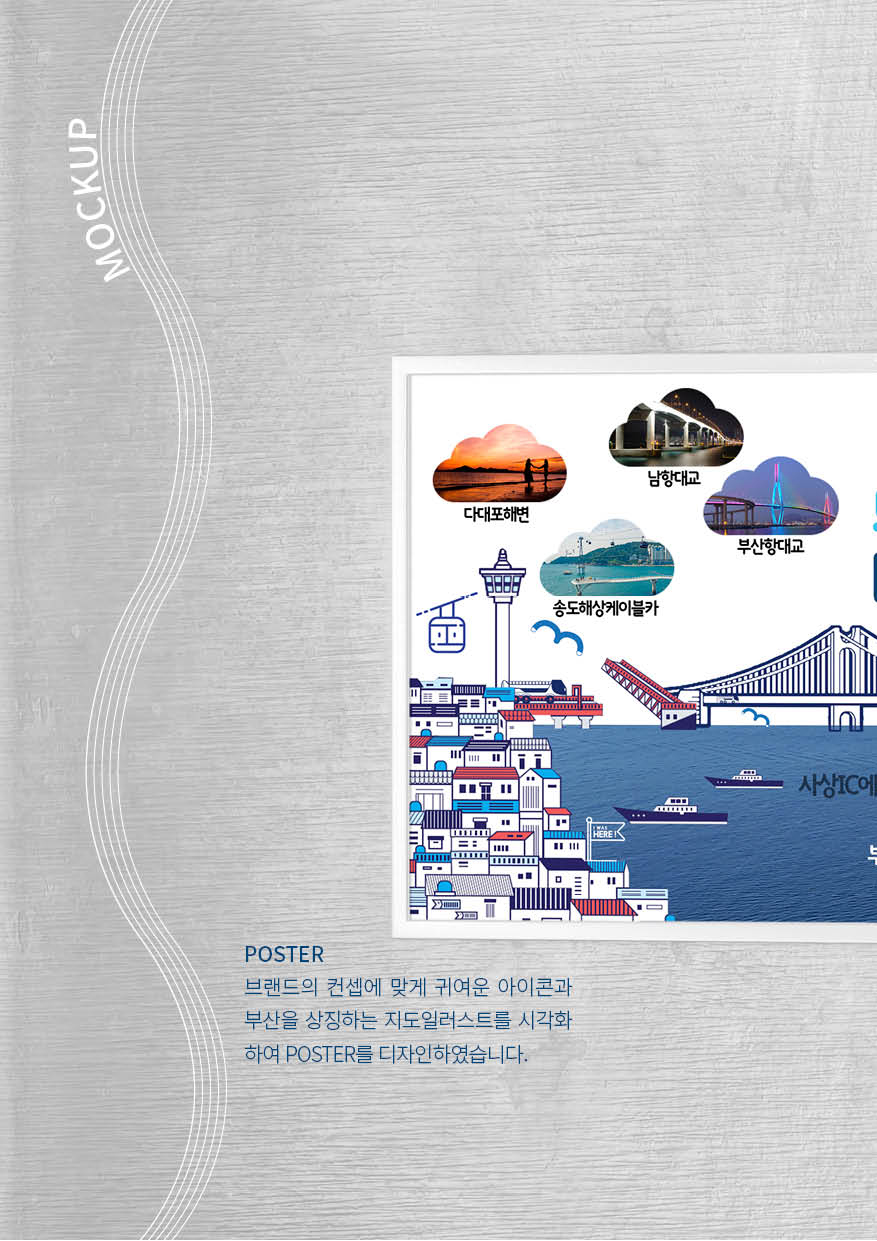 MOCKUP
남항대교
다대포해변
부산항대교
송도해상케이블카
사상IC에
I WAS
HERE!
POSTER
브랜드의 컨셉에 맞게 귀여운 아이콘과
부산을 상징하는 지도일러스트를 시각화
하여 POSTER를 디자인하였습니다.